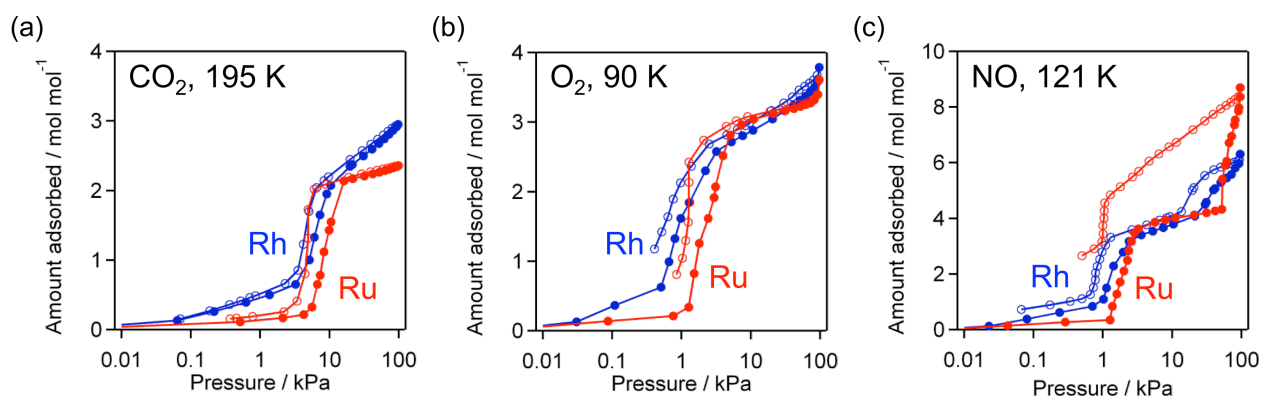 (a)
(b)
(c)
CO₂, 195 K
O₂, 90 K
NO, 121 K
Amount adsorbed / mol mol⁻¹
4
3
2
1
0
Rh
Ru
0.01
0.1
1
10
100
Pressure / kPa
Amount adsorbed / mol mol⁻¹
4
3
2
1
0
Rh
Ru
0.01
0.1
1
10
100
Pressure / kPa
Amount adsorbed / mol mol⁻¹
10
8
6
4
2
0
Rh
Ru
0.01
0.1
1
10
100
Pressure / kPa